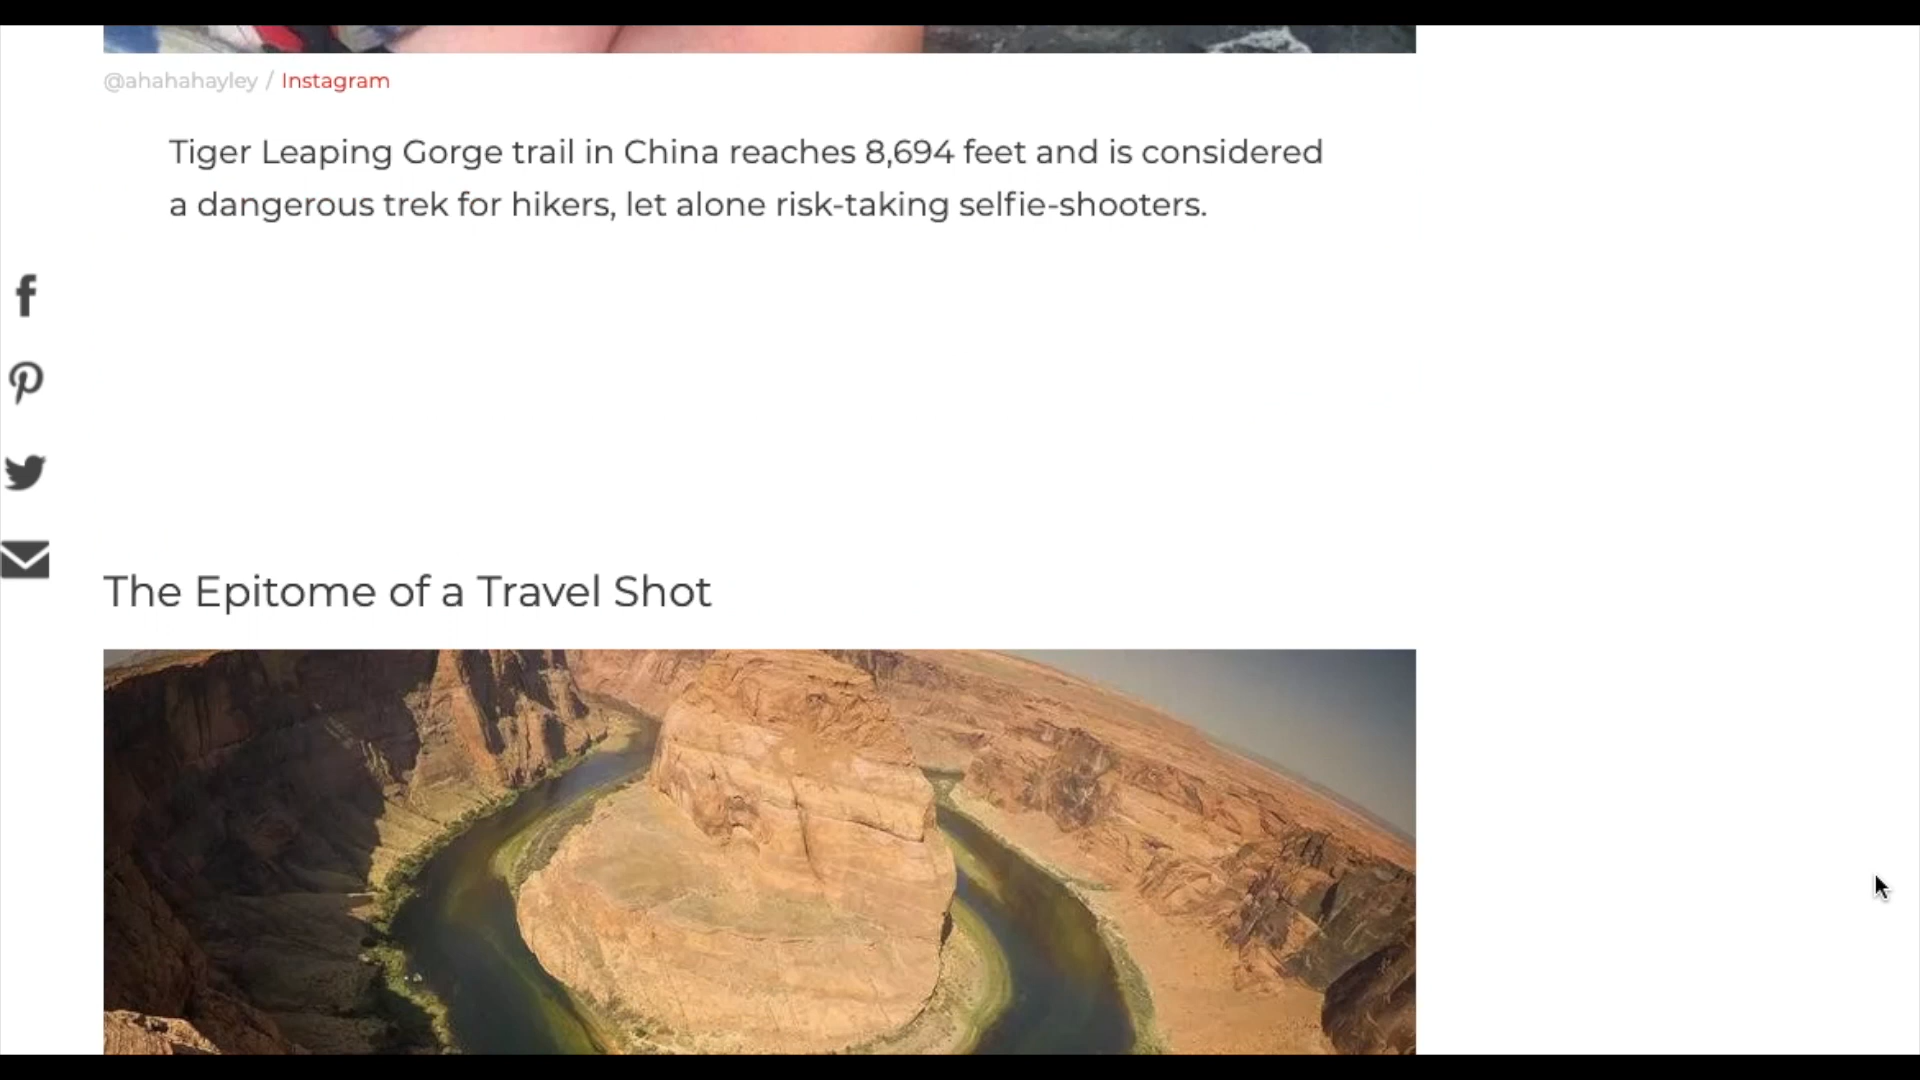 @ahahahayley / Instagram
Tiger Leaping Gorge trail in China reaches 8,694 feet and is considered
a dangerous trek for hikers, let alone risk-taking selfie-shooters.
The Epitome of a Travel Shot